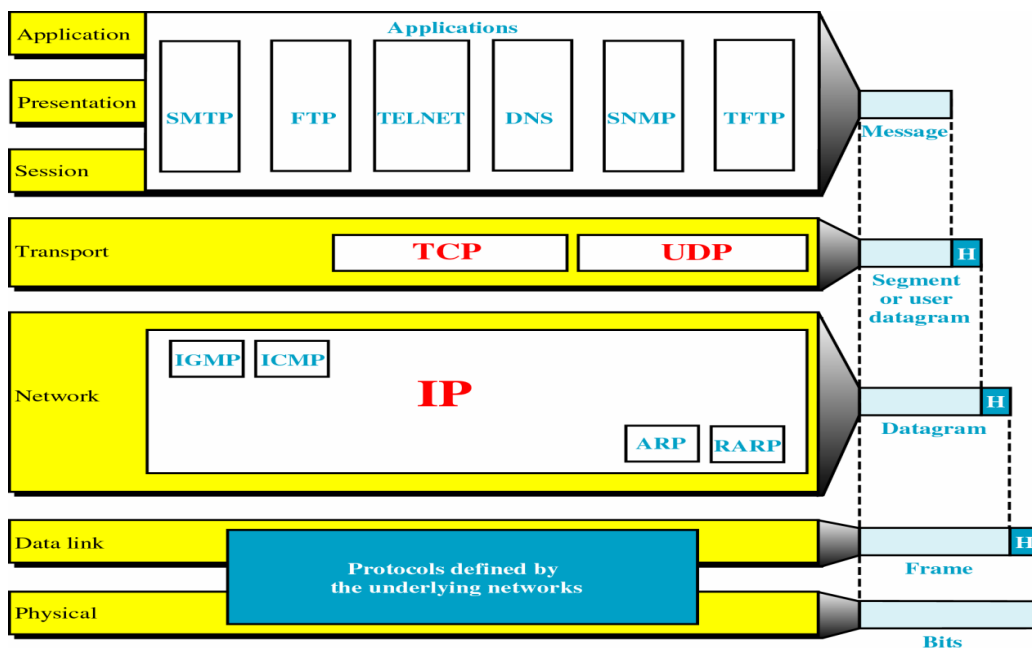 Application
Applications
Presentation
SMTP FTP TELNET DNS SNMP TFTP
Message
Session
Transport
TCP UDP
H
Segment
or user
datagram
IGMP ICMP
Network
IP
H
Datagram
ARP RARP
Data link
H
Protocols defined by
the underlying networks
Frame
Physical
Bits